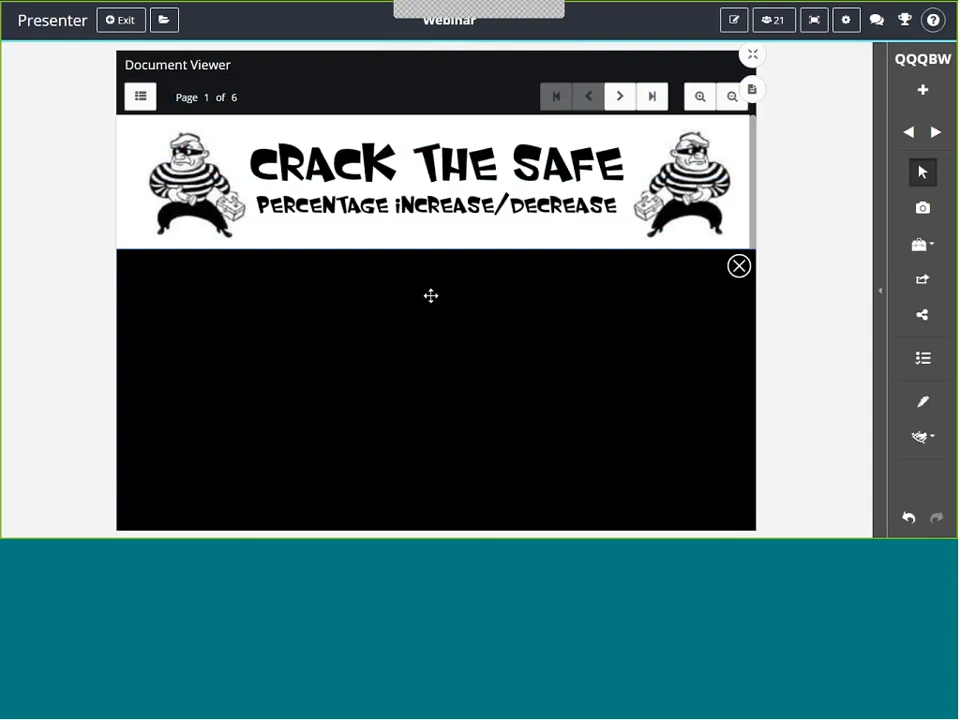 Presenter
Exit
Webinar
21
QQQBW
Document Viewer
Page 1 of 6
CRACK THE SAFE
PERCENTAGE INCREASE/DECREASE